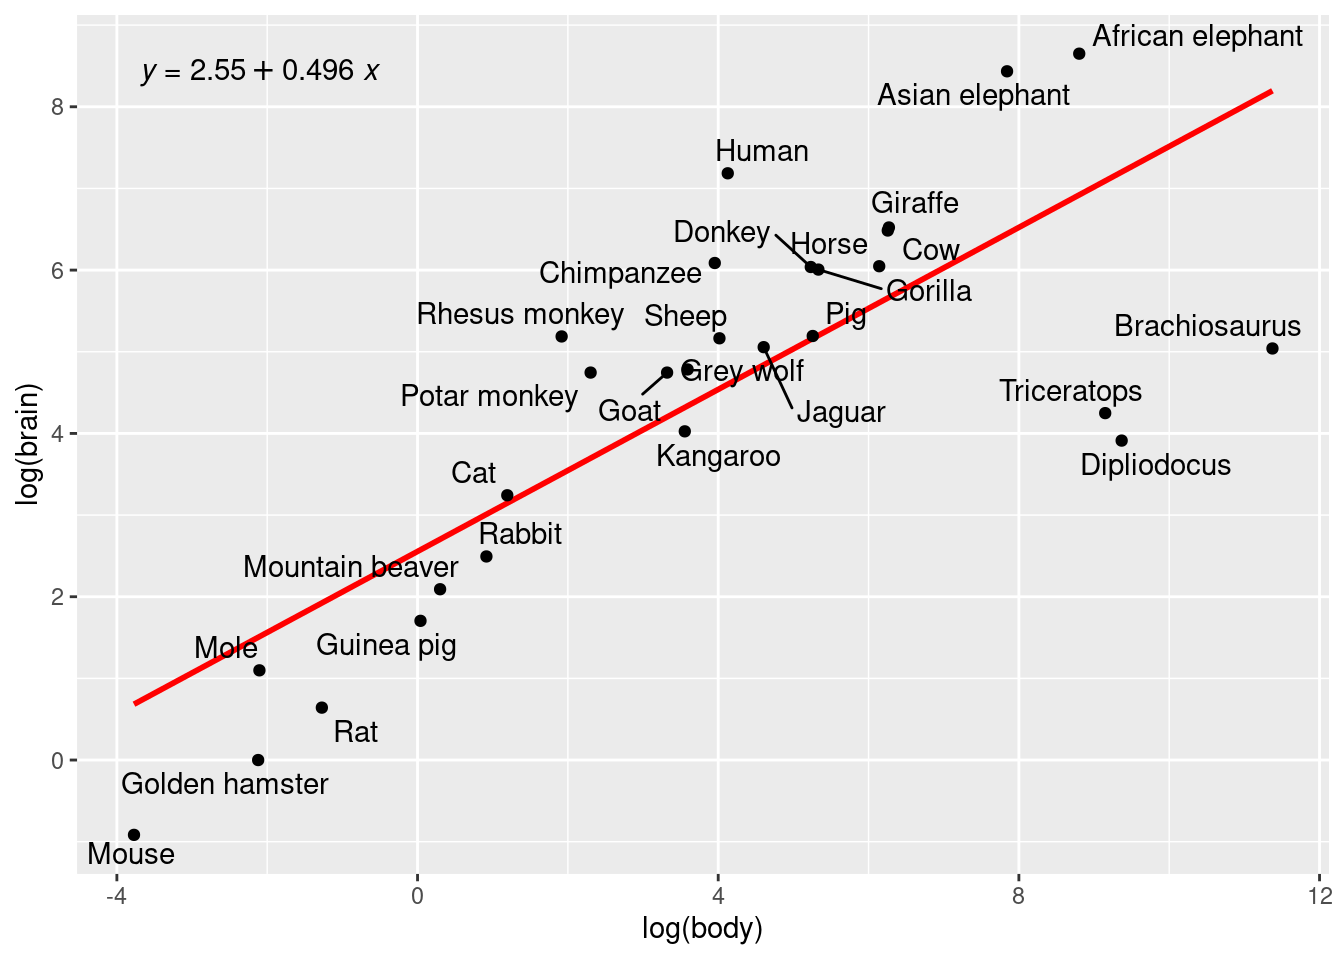 African elephant
y = 2.55 + 0.496 x
Asian elephant
8
Human
Giraffe
Donkey
Horse
Cow
6
Chimpanzee
Gorilla
Rhesus monkey
Sheep
Pig
Brachiosaurus
Grey wolf
Triceratops
Potar monkey
Goat
Jaguar
log(brain)
4
Kangaroo
Dipliodocus
Cat
Rabbit
Mountain beaver
2
Mole
Guinea pig
Rat
0
Golden hamster
Mouse
-4
0
4
8
12
log(body)